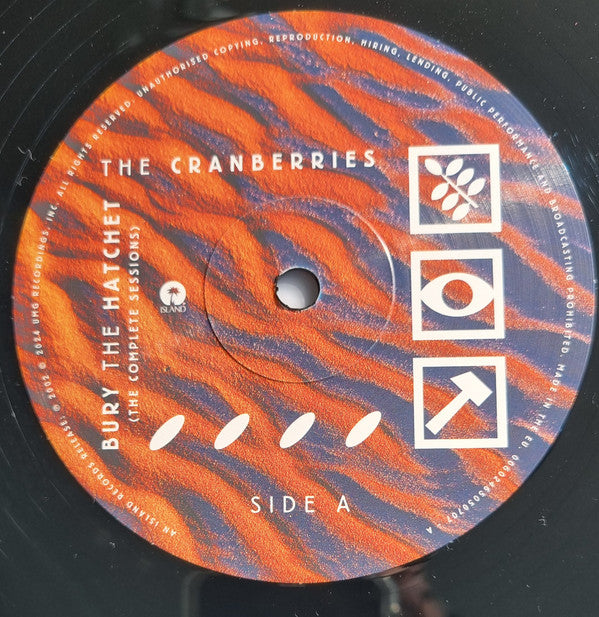 THE CRANBERRIES
BURY THE HATCHET
(THE COMPLETE SESSIONS)
ISLAND
SIDE A
AN ISLAND RECORDS RELEASE; ℗ 2002 © 2024 UMG RECORDINGS, INC. ALL RIGHTS RESERVED. UNAUTHORISED COPYING, REPRODUCTION, HIRING, LENDING, PUBLIC PERFORMANCE AND BROADCASTING PROHIBITED. MADE IN THE EU. A